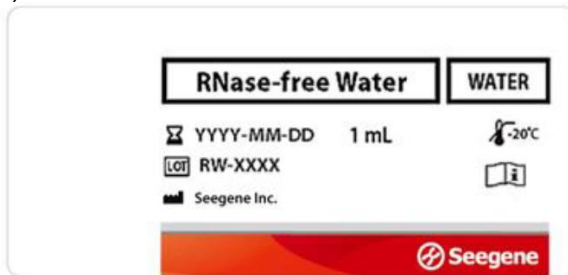 RNase-free Water WATER
YYYY-MM-DD 1 mL -20°C
LOT RW-XXXX
Seegene Inc.
Seegene